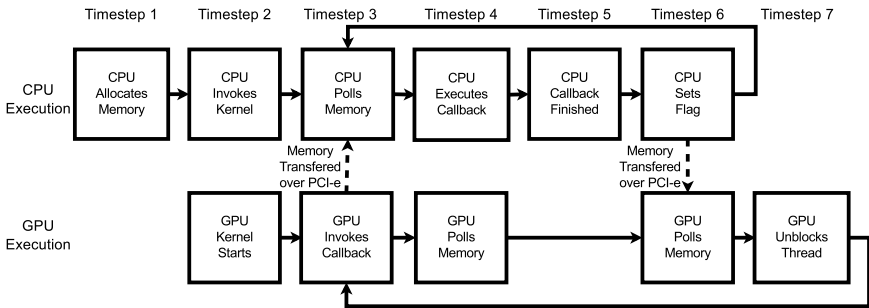 Timestep 1 Timestep 2 Timestep 3 Timestep 4 Timestep 5 Timestep 6 Timestep 7
CPU
Execution
CPU
Allocates
Memory
CPU
Invokes
Kernel
CPU
Polls
Memory
CPU
Executes
Callback
CPU
Callback
Finished
CPU
Sets
Flag
Memory
Transfered
over PCI-e
Memory
Transfered
over PCI-e
GPU
Execution
GPU
Kernel
Starts
GPU
Invokes
Callback
GPU
Polls
Memory
GPU
Polls
Memory
GPU
Unblocks
Thread